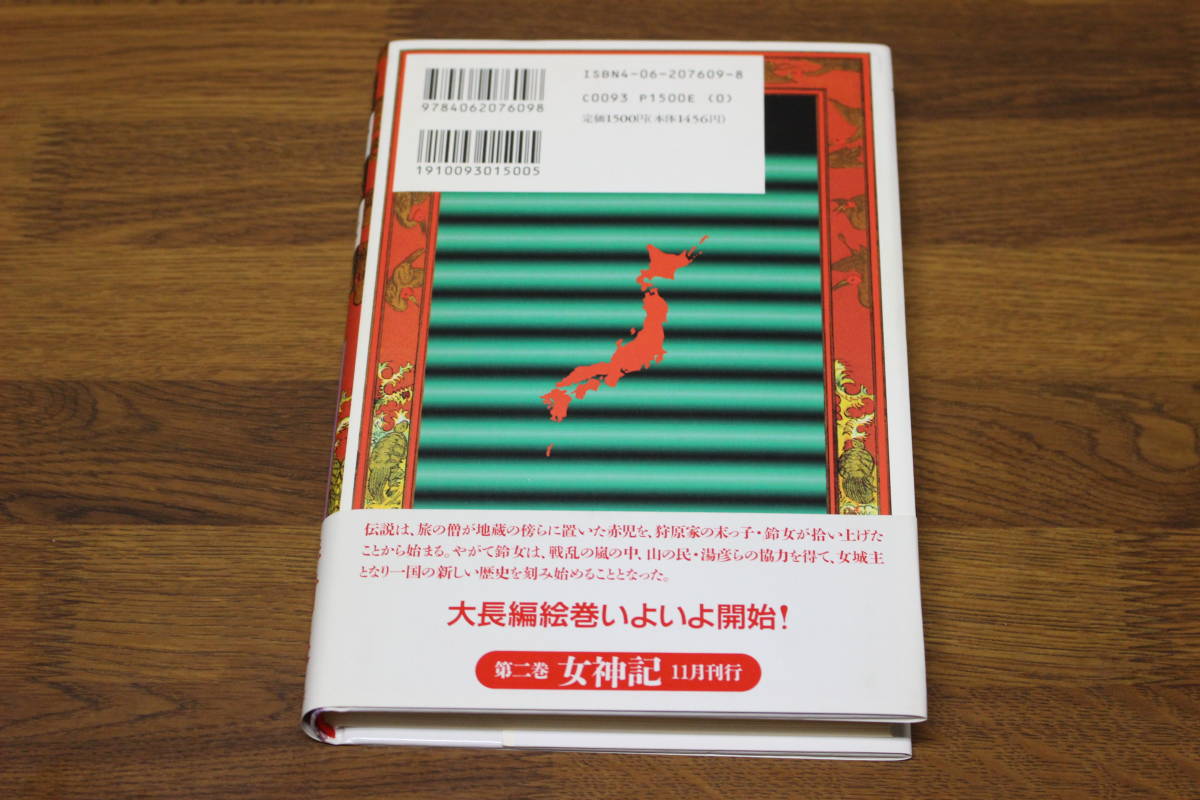 ISBN4-06-207609-8
9784062076098
C0093 P1500E (0)
定価1500円(本体1456円)
1910093015005
伝説は、旅の僧が地蔵の傍らに置いた赤児を、狩原家の末っ子・鈴女が拾い上げた
ことから始まる。やがて鈴女は、戦乱の嵐の中、山の民・湯彦らの協力を得て、女城主
となり一国の新しい歴史を刻み始めることとなった。
大長編絵巻いよいよ開始!
第二巻 女神記 11月刊行